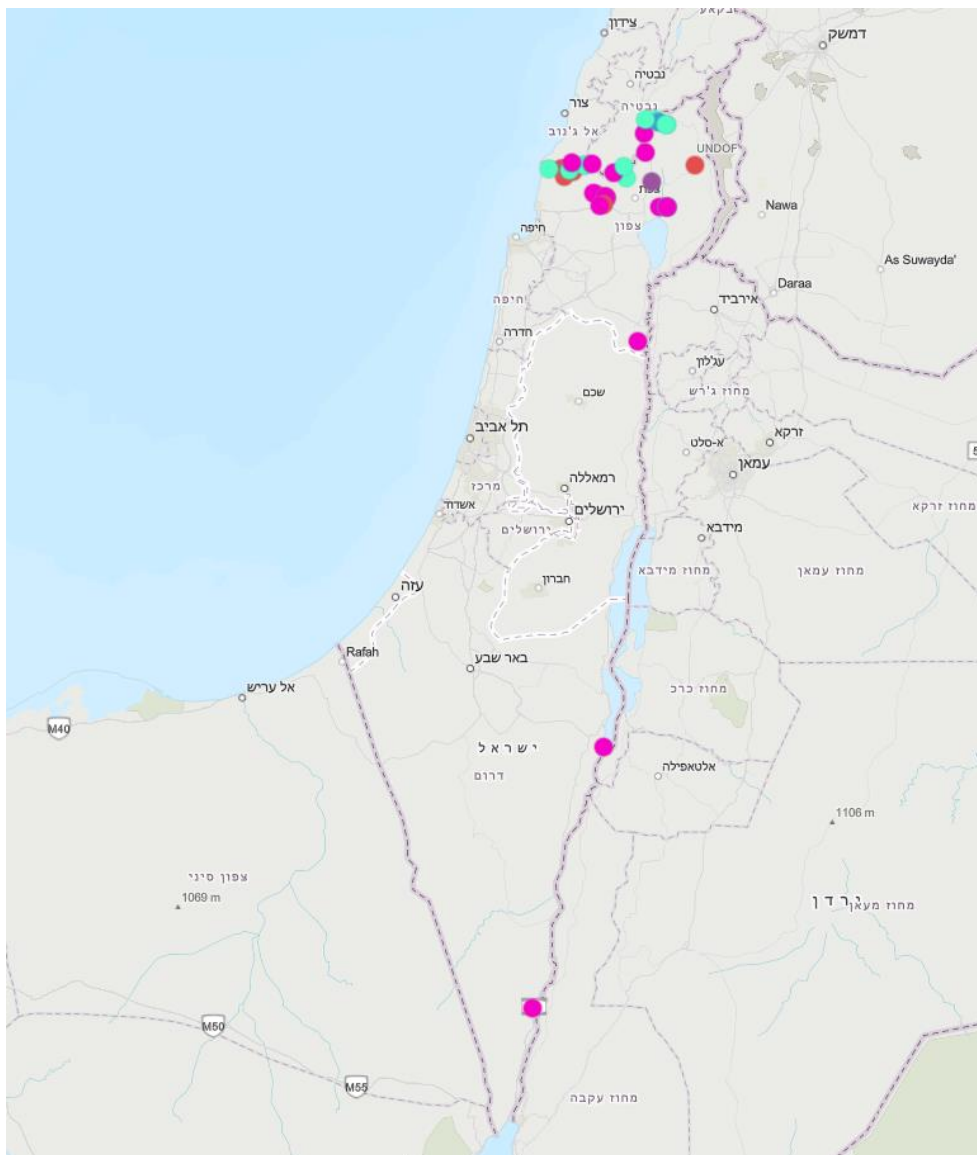 צידון
דמשק
נבטיה
נבטיה
צור
אל ג'נוב
UNDOF
Nawa
צפון
חיפה
As Suwayda'
Daraa
אירביד
חיפה
חדרה
עג'לון
מחוז ג'רש
שכם
תל אביב
א-סלט
זרקא
עמאן
מרכז
רמאללה
אשדוד
ירושלים
ירושלים
מחוז זרקא
מידבא
מחוז מידבא
מחוז עמאן
חברון
עזה
Rafah
באר שבע
אל עריש
מחוז כרכ
M40
ישראל
דרום
אלטאפילה
1106 m
צפון סיני
1069 m
ירדן
מחוז מעאן
M50
M55
מחוז עקבה